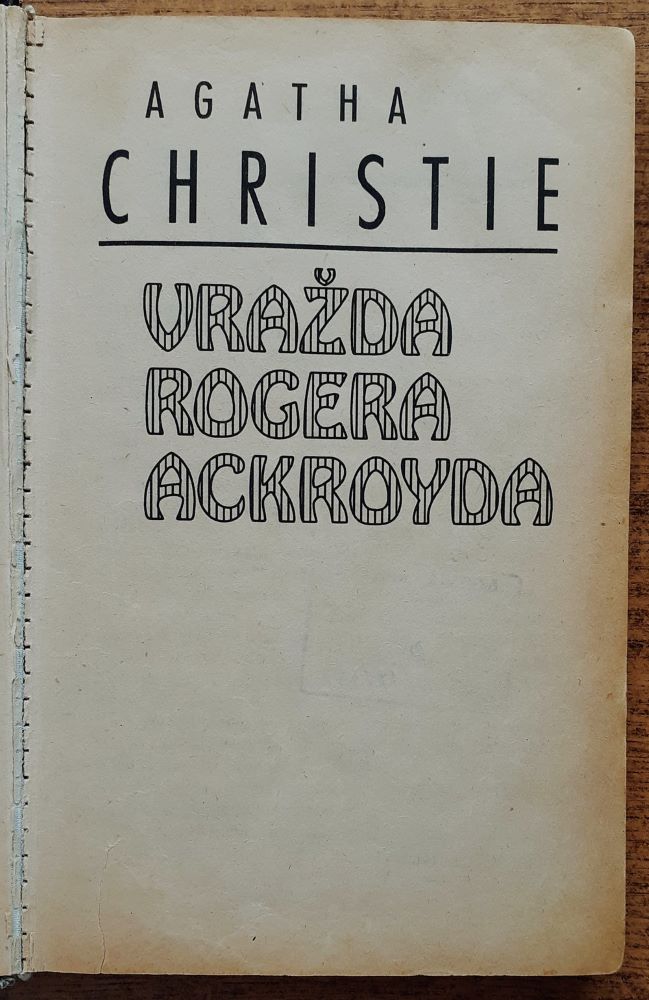 AGATHA
CHRISTIE
VRAŽDA
ROGERA
ACKROYDA